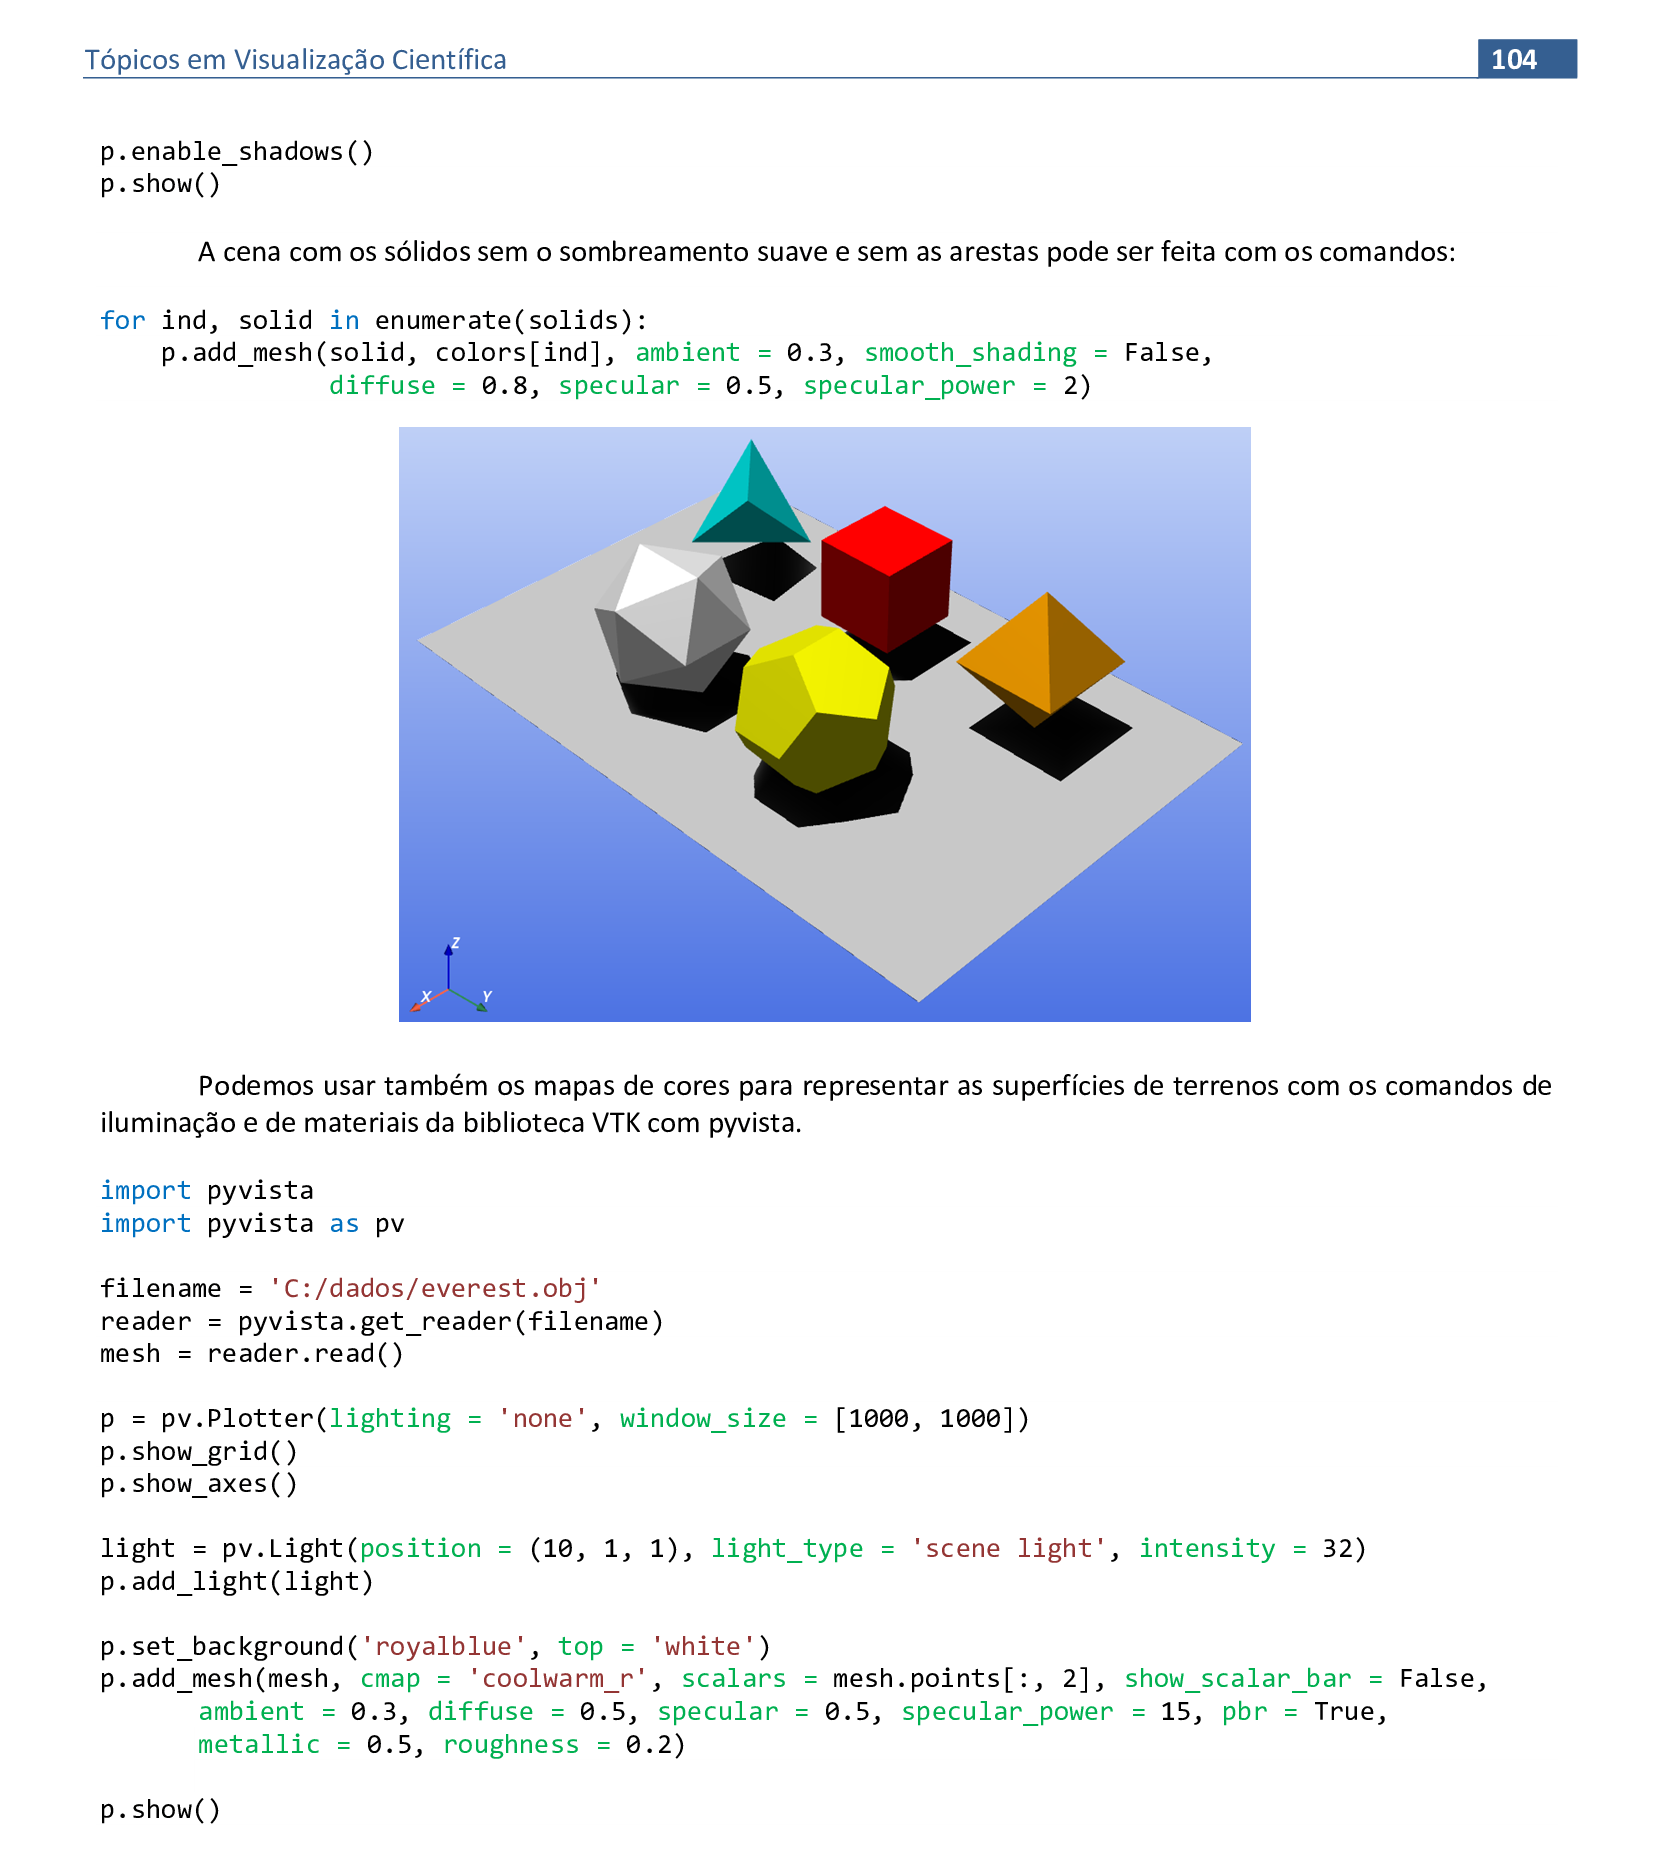 Tópicos em Visualização Científica 104
p.enable_shadows()
p.show()
A cena com os sólidos sem o sombreamento suave e sem as arestas pode ser feita com os comandos:
for ind, solid in enumerate(solids):
    p.add_mesh(solid, colors[ind], ambient = 0.3, smooth_shading = False,
               diffuse = 0.8, specular = 0.5, specular_power = 2)
Z
X Y
Podemos usar também os mapas de cores para representar as superfícies de terrenos com os comandos de
iluminação e de materiais da biblioteca VTK com pyvista.
import pyvista
import pyvista as pv
filename = 'C:/dados/everest.obj'
reader = pyvista.get_reader(filename)
mesh = reader.read()
p = pv.Plotter(lighting = 'none', window_size = [1000, 1000])
p.show_grid()
p.show_axes()
light = pv.Light(position = (10, 1, 1), light_type = 'scene light', intensity = 32)
p.add_light(light)
p.set_background('royalblue', top = 'white')
p.add_mesh(mesh, cmap = 'coolwarm_r', scalars = mesh.points[:, 2], show_scalar_bar = False,
      ambient = 0.3, diffuse = 0.5, specular = 0.5, specular_power = 15, pbr = True,
      metallic = 0.5, roughness = 0.2)
p.show()